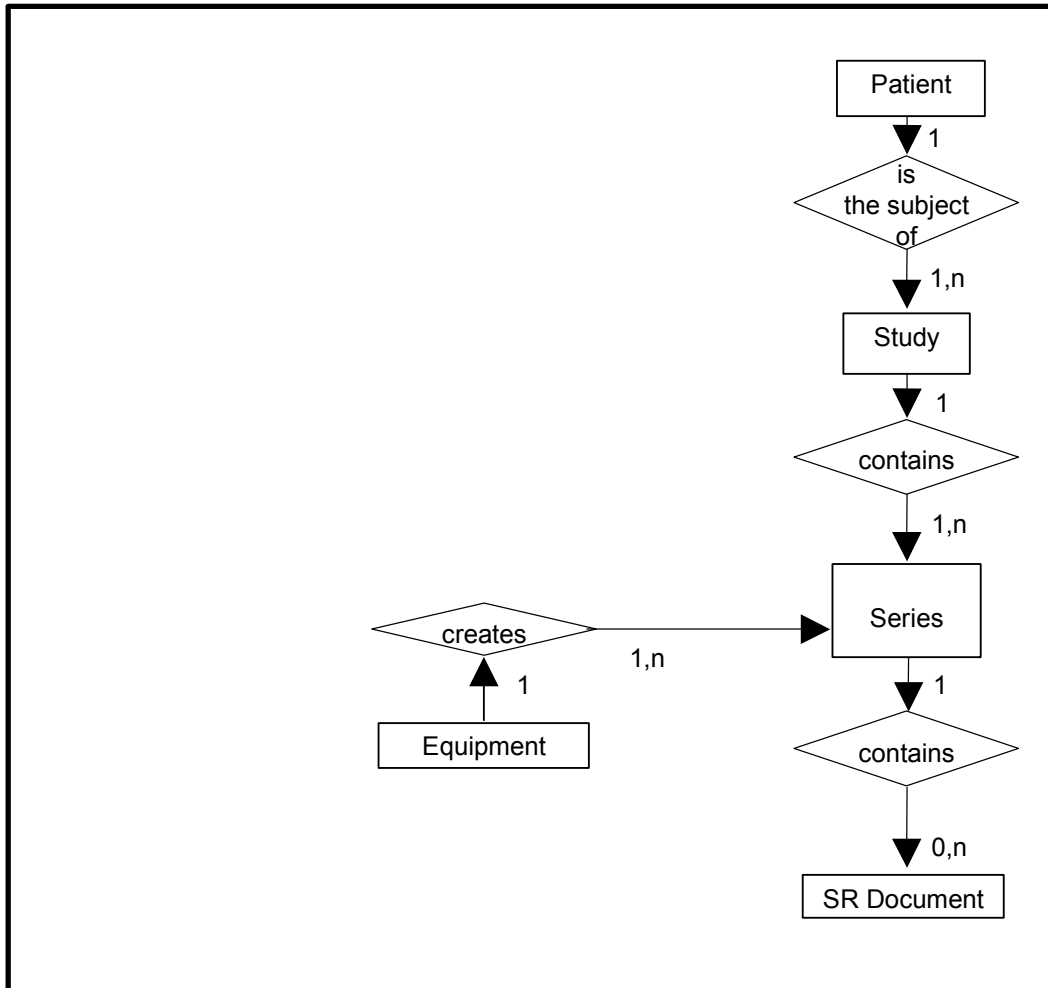 Patient
1
is
the subject
of
1,n
Study
1
contains
1,n
Series
creates
1,n
1
Equipment
1
contains
0,n
SR Document